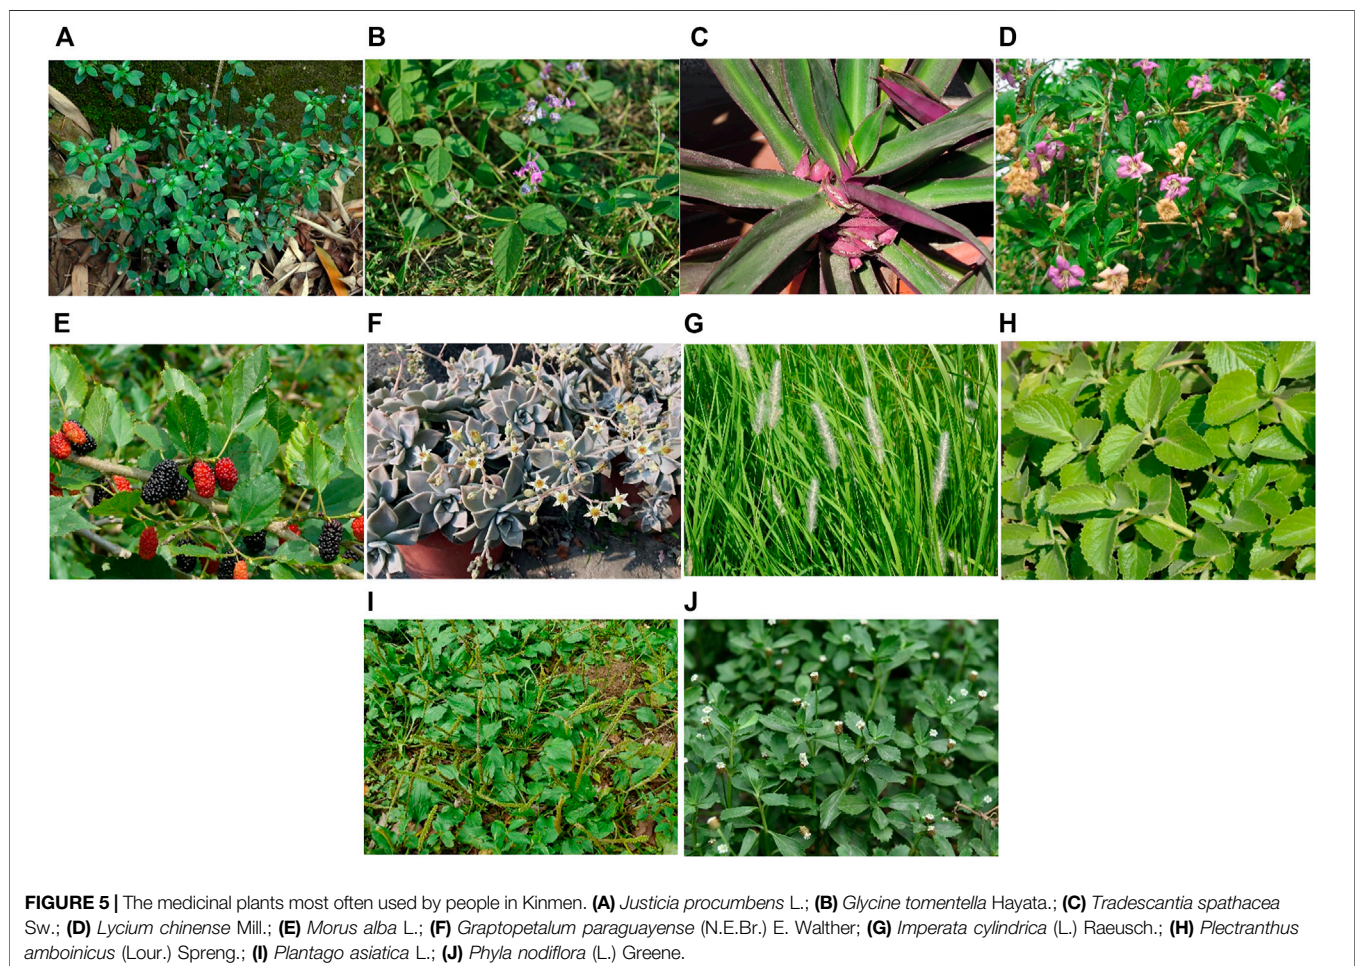 A
B
C
D
E
F
G
H
I
J
FIGURE 5 | The medicinal plants most often used by people in Kinmen. (A) Justicia procumbens L.; (B) Glycine tomentella Hayata.; (C) Tradescantia spathacea
Sw.; (D) Lycium chinense Mill.; (E) Morus alba L.; (F) Graptopetalum paraguayense (N.E.Br.) E. Walther; (G) Imperata cylindrica (L.) Raeusch.; (H) Plectranthus
amboinicus (Lour.) Spreng.; (I) Plantago asiatica L.; (J) Phyla nodiflora (L.) Greene.